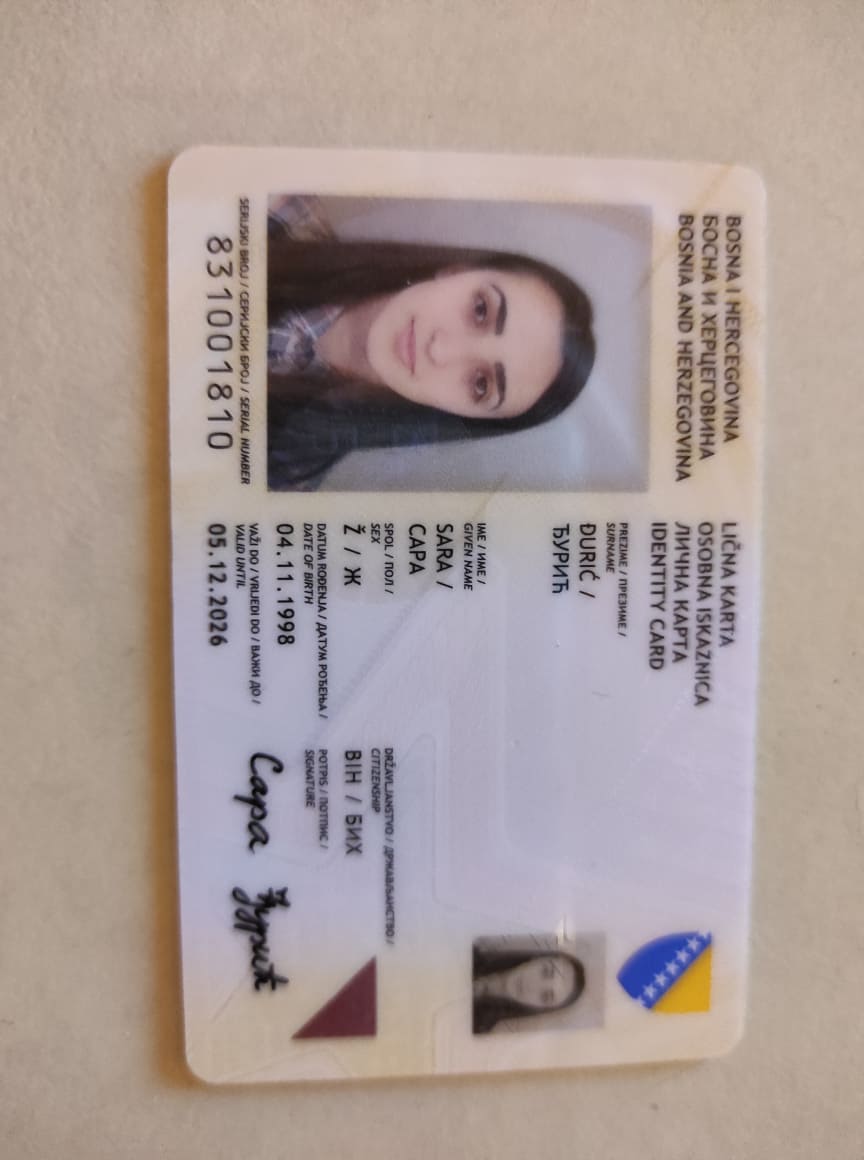 BOSNA I HERCEGOVINA
БОСНА И ХЕРЦЕГОВИНА
BOSNIA AND HERZEGOVINA
LIČNA KARTA
OSOBNA ISKAZNICA
ЛИЧНА КАРТА
IDENTITY CARD
PREZIME / ПРЕЗИМЕ /
SURNAME
ĐURIĆ /
ЂУРИЋ
IME / ИМЕ /
GIVEN NAME
SARA /
САРА
SPOL / ПОЛ /
SEX
Ž / Ж
DRŽAVLJANSTVO / ДРЖАВЉАНСТВО /
CITIZENSHIP
BIH / БИХ
DATUM ROĐENJA / ДАТУМ РОЂЕЊА /
DATE OF BIRTH
04.11.1998
POTPIS / ПОТПИС /
SIGNATURE
Сара Ђурић
VAŽI DO / VRIJEDI DO / ВАЖИ ДО /
VALID UNTIL
05.12.2026
SERIJSKI BROJ / СЕРИЈСКИ БРОЈ / SERIAL NUMBER
831001810